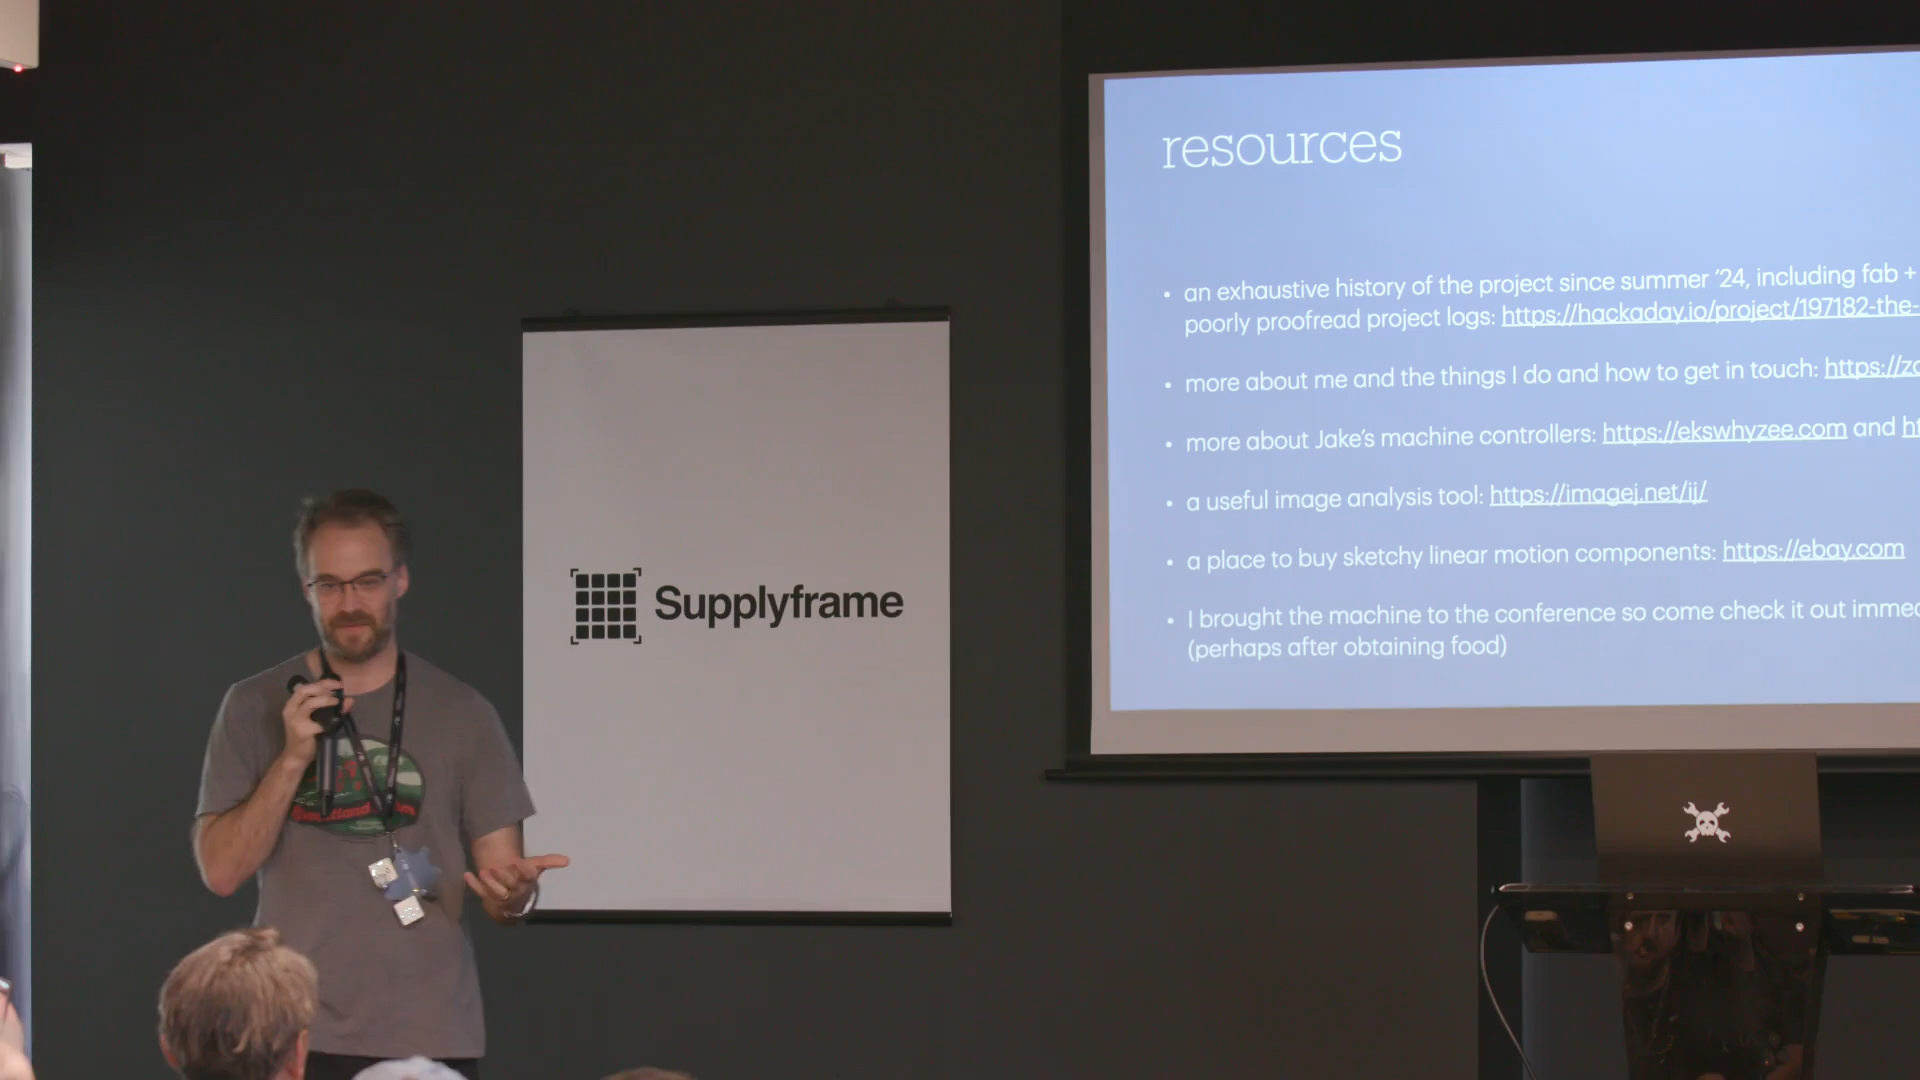 resources
• an exhaustive history of the project since summer ‘24, including fab +
poorly proofread project logs: https://hackaday.io/project/197182-the-
• more about me and the things I do and how to get in touch: https://
• more about Jake’s machine controllers: https://ekswhyzee.com and
• a useful image analysis tool: https://imagej.net/ij/
• a place to buy sketchy linear motion components: https://ebay.com
• I brought the machine to the conference so come check it out
(perhaps after obtaining food)
Supplyframe